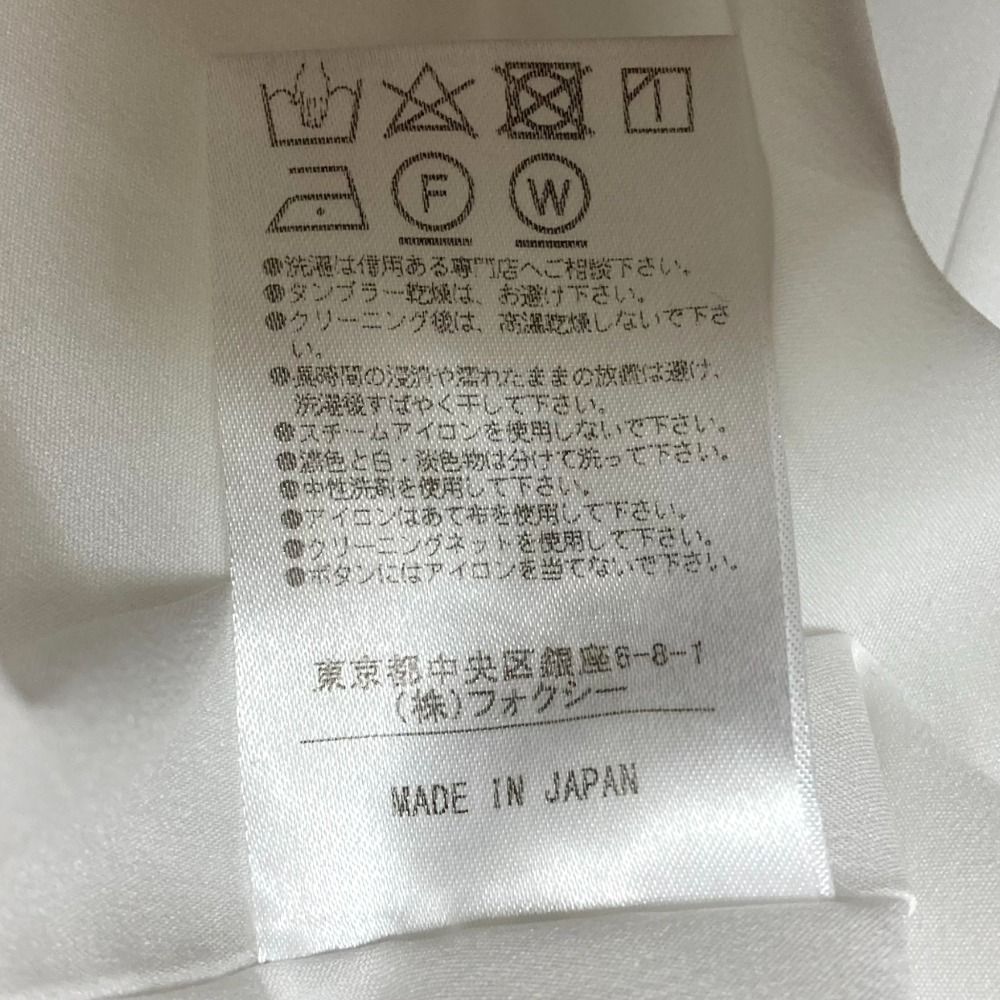 F W
●洗濯は信用ある専門店へご相談下さい。
●タンブラー乾燥は、お避け下さい。
●クリーニング後は、高温乾燥しないで下さ
い。
●長時間の浸漬や濡れたままの放置は避け、
洗濯後すばやく干して下さい。
●スチームアイロンを使用しないで下さい。
●濃色と白・淡色物は分けて洗って下さい。
●中性洗剤を使用して下さい。
●アイロンはあて布を使用して下さい。
●クリーニングネットを使用して下さい。
●ボタンにはアイロンを当てないで下さい。
東京都中央区銀座8-8-1
(株)フォクシー
MADE IN JAPAN